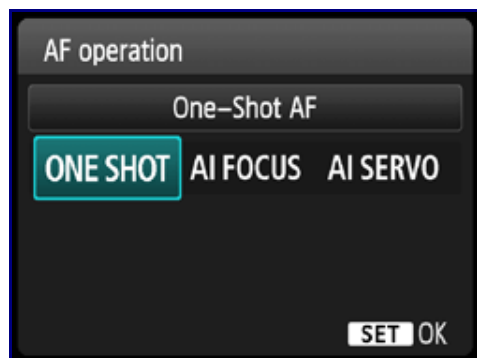 AF operation
One-Shot AF
ONE SHOT AI FOCUS AI SERVO
SET OK